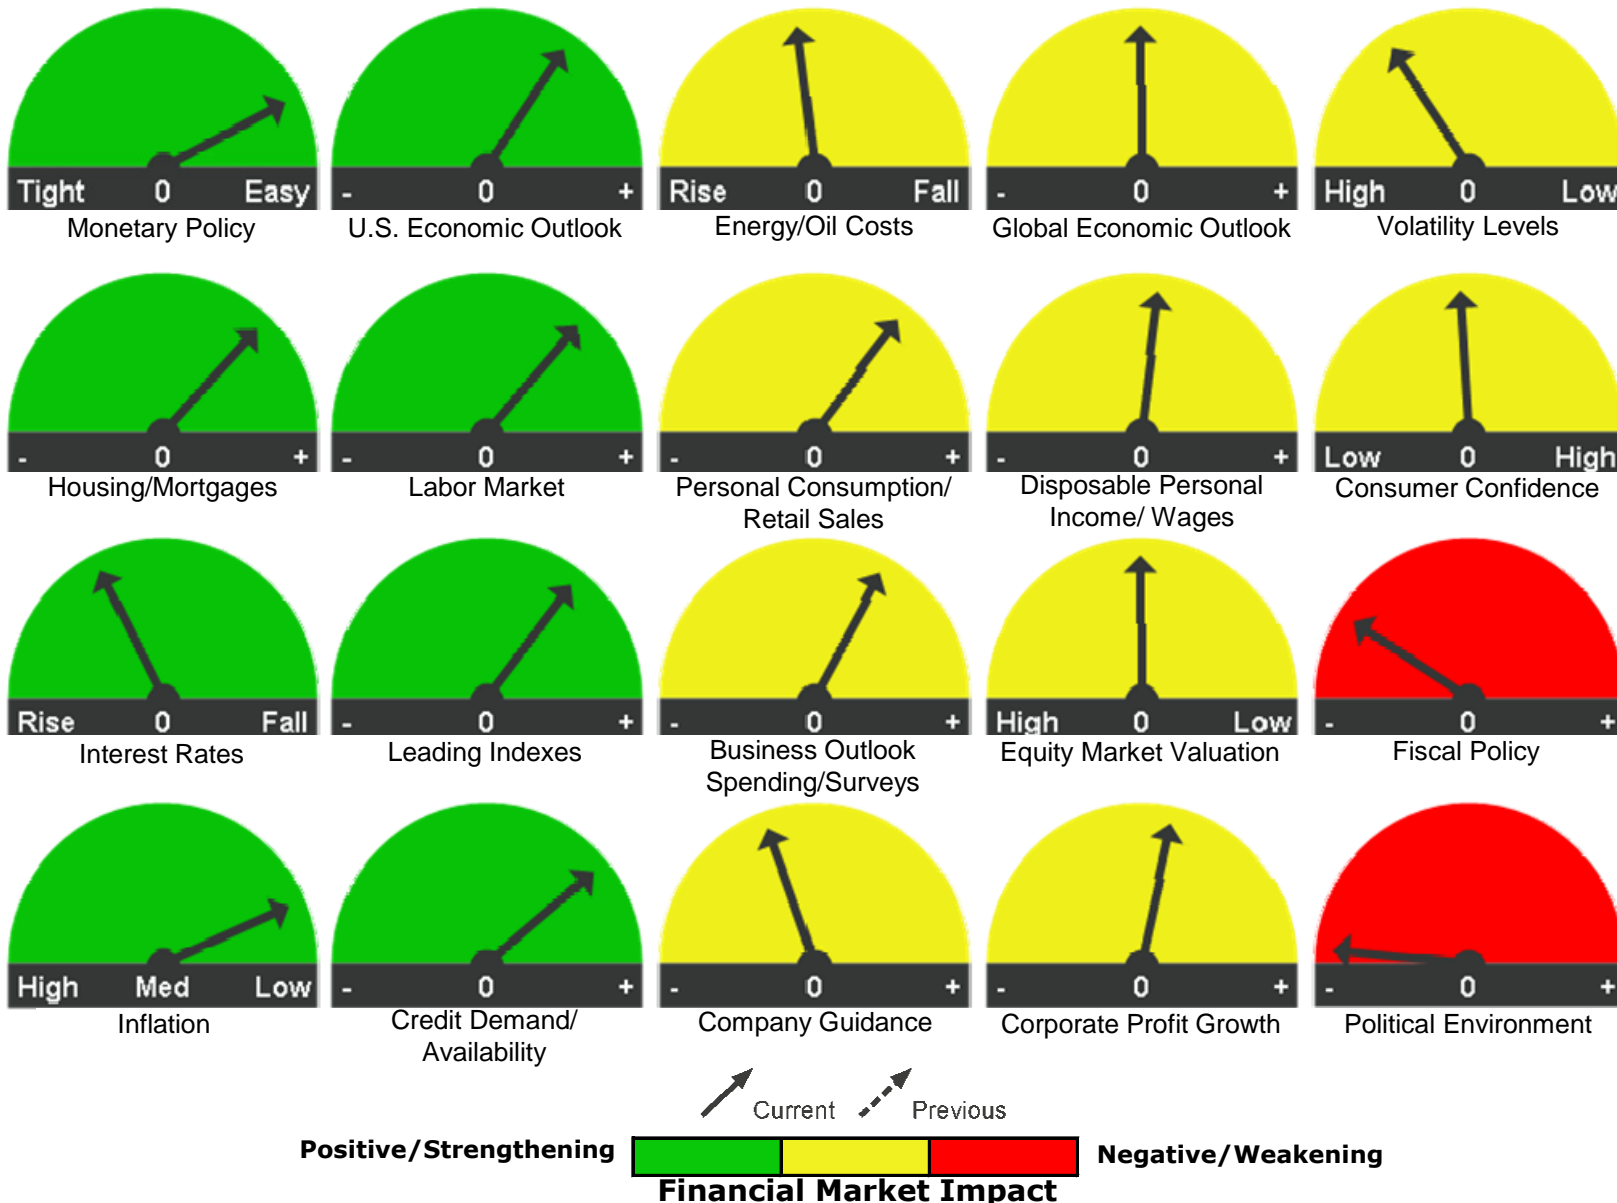 Tight 0 Easy
- 0 +
Rise 0 Fall
- 0 +
High 0 Low
Monetary Policy
U.S. Economic Outlook
Energy/Oil Costs
Global Economic Outlook
Volatility Levels
- 0 +
- 0 +
- 0 +
- 0 +
Low 0 High
Housing/Mortgages
Labor Market
Personal Consumption/
Retail Sales
Disposable Personal
Income/ Wages
Consumer Confidence
Rise 0 Fall
- 0 +
- 0 +
High 0 Low
- 0 +
Interest Rates
Leading Indexes
Business Outlook
Spending/Surveys
Equity Market Valuation
Fiscal Policy
High Med Low
- 0 +
- 0 +
- 0 +
- 0 +
Inflation
Credit Demand/
Availability
Company Guidance
Corporate Profit Growth
Political Environment
Current Previous
Positive/Strengthening Negative/Weakening
Financial Market Impact